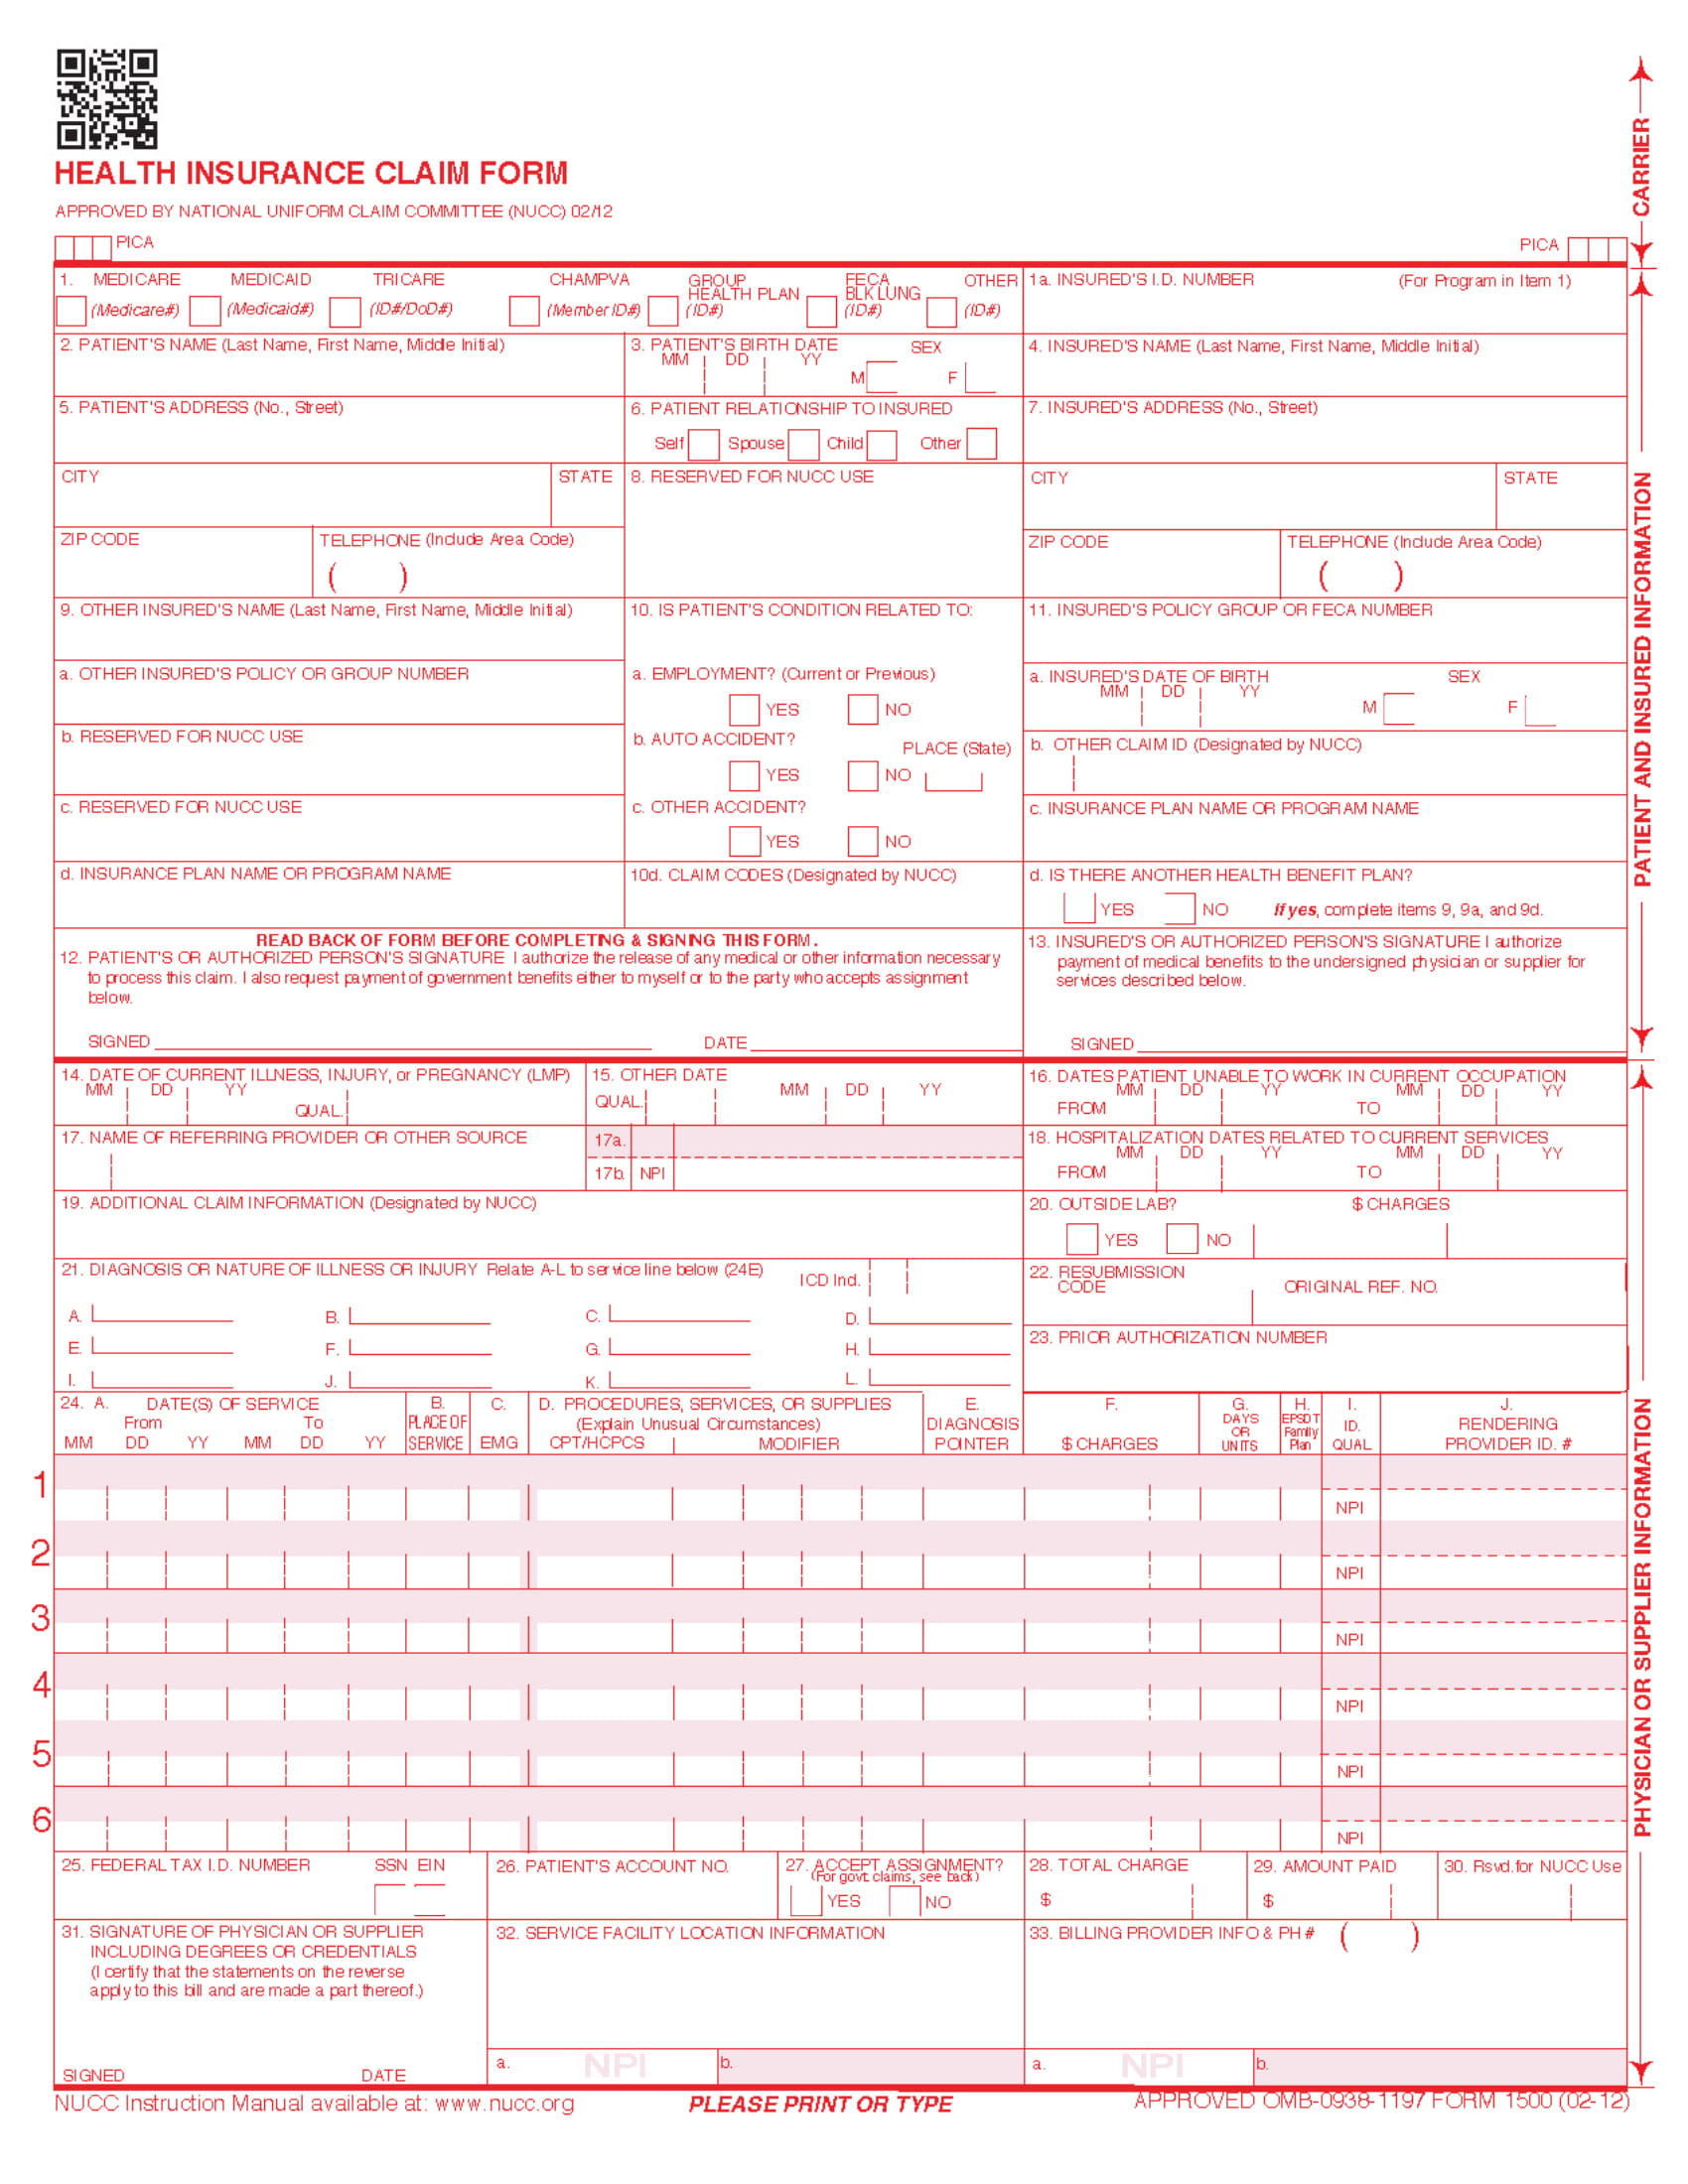 HEALTH INSURANCE CLAIM FORM
APPROVED BY NATIONAL UNIFORM CLAIM COMMITTEE (NUCC) 02/12
PICA
PICA
CARRIER
1. MEDICARE MEDICAID TRICARE CHAMPVA GROUP HEALTH PLAN FECA BLK LUNG OTHER
(Medicare#) (Medicaid#) (ID#/DoD#) (Member ID#) (ID#) (ID#) (ID#)
1a. INSURED'S I.D. NUMBER (For Program in Item 1)
2. PATIENT'S NAME (Last Name, First Name, Middle Initial)
3. PATIENT'S BIRTH DATE SEX
MM DD YY M F
4. INSURED'S NAME (Last Name, First Name, Middle Initial)
5. PATIENT'S ADDRESS (No., Street)
6. PATIENT RELATIONSHIP TO INSURED
Self Spouse Child Other
7. INSURED'S ADDRESS (No., Street)
CITY STATE
8. RESERVED FOR NUCC USE
CITY STATE
ZIP CODE TELEPHONE (Include Area Code)
( )
ZIP CODE TELEPHONE (Include Area Code)
( )
9. OTHER INSURED'S NAME (Last Name, First Name, Middle Initial)
10. IS PATIENT'S CONDITION RELATED TO:
11. INSURED'S POLICY GROUP OR FECA NUMBER
a. OTHER INSURED'S POLICY OR GROUP NUMBER
a. EMPLOYMENT? (Current or Previous)
YES NO
a. INSURED'S DATE OF BIRTH SEX
MM DD YY M F
b. RESERVED FOR NUCC USE
b. AUTO ACCIDENT? PLACE (State)
YES NO
b. OTHER CLAIM ID (Designated by NUCC)
c. RESERVED FOR NUCC USE
c. OTHER ACCIDENT?
YES NO
c. INSURANCE PLAN NAME OR PROGRAM NAME
d. INSURANCE PLAN NAME OR PROGRAM NAME
10d. CLAIM CODES (Designated by NUCC)
d. IS THERE ANOTHER HEALTH BENEFIT PLAN?
YES NO If yes, complete items 9, 9a, and 9d.
READ BACK OF FORM BEFORE COMPLETING & SIGNING THIS FORM.
12. PATIENT'S OR AUTHORIZED PERSON'S SIGNATURE I authorize the release of any medical or other information necessary
to process this claim. I also request payment of government benefits either to myself or to the party who accepts assignment
below.
SIGNED DATE
13. INSURED'S OR AUTHORIZED PERSON'S SIGNATURE I authorize
payment of medical benefits to the undersigned physician or supplier for
services described below.
SIGNED
PATIENT AND INSURED INFORMATION
14. DATE OF CURRENT ILLNESS, INJURY, or PREGNANCY (LMP)
MM DD YY
QUAL.
15. OTHER DATE
QUAL. MM DD YY
16. DATES PATIENT UNABLE TO WORK IN CURRENT OCCUPATION
MM DD YY MM DD YY
FROM TO
17. NAME OF REFERRING PROVIDER OR OTHER SOURCE
17a.
17b. NPI
18. HOSPITALIZATION DATES RELATED TO CURRENT SERVICES
MM DD YY MM DD YY
FROM TO
19. ADDITIONAL CLAIM INFORMATION (Designated by NUCC)
20. OUTSIDE LAB? $ CHARGES
YES NO
21. DIAGNOSIS OR NATURE OF ILLNESS OR INJURY Relate A-L to service line below (24E)
ICD Ind.
A. B. C. D.
E. F. G. H.
I. J. K. L.
22. RESUBMISSION
CODE ORIGINAL REF. NO.
23. PRIOR AUTHORIZATION NUMBER
24. A. DATE(S) OF SERVICE
From To
MM DD YY MM DD YY
B.
PLACE OF
SERVICE
C.
EMG
D. PROCEDURES, SERVICES, OR SUPPLIES
(Explain Unusual Circumstances)
CPT/HCPCS MODIFIER
E.
DIAGNOSIS
POINTER
F.
$ CHARGES
G.
DAYS
OR
UNITS
H.
EPSDT
Family
Plan
I.
ID.
QUAL
J.
RENDERING
PROVIDER ID. #
1
NPI
2
NPI
3
NPI
4
NPI
5
NPI
6
NPI
25. FEDERAL TAX I.D. NUMBER SSN EIN
26. PATIENT'S ACCOUNT NO.
27. ACCEPT ASSIGNMENT?
(For govt. claims, see back)
YES NO
28. TOTAL CHARGE
$
29. AMOUNT PAID
$
30. Rsvd.for NUCC Use
31. SIGNATURE OF PHYSICIAN OR SUPPLIER
INCLUDING DEGREES OR CREDENTIALS
(I certify that the statements on the reverse
apply to this bill and are made a part thereof.)
SIGNED DATE
32. SERVICE FACILITY LOCATION INFORMATION
a. NPI b.
33. BILLING PROVIDER INFO & PH # ( )
a. NPI b.
PHYSICIAN OR SUPPLIER INFORMATION
NUCC Instruction Manual available at: www.nucc.org
PLEASE PRINT OR TYPE
APPROVED OMB-0938-1197 FORM 1500 (02-12)